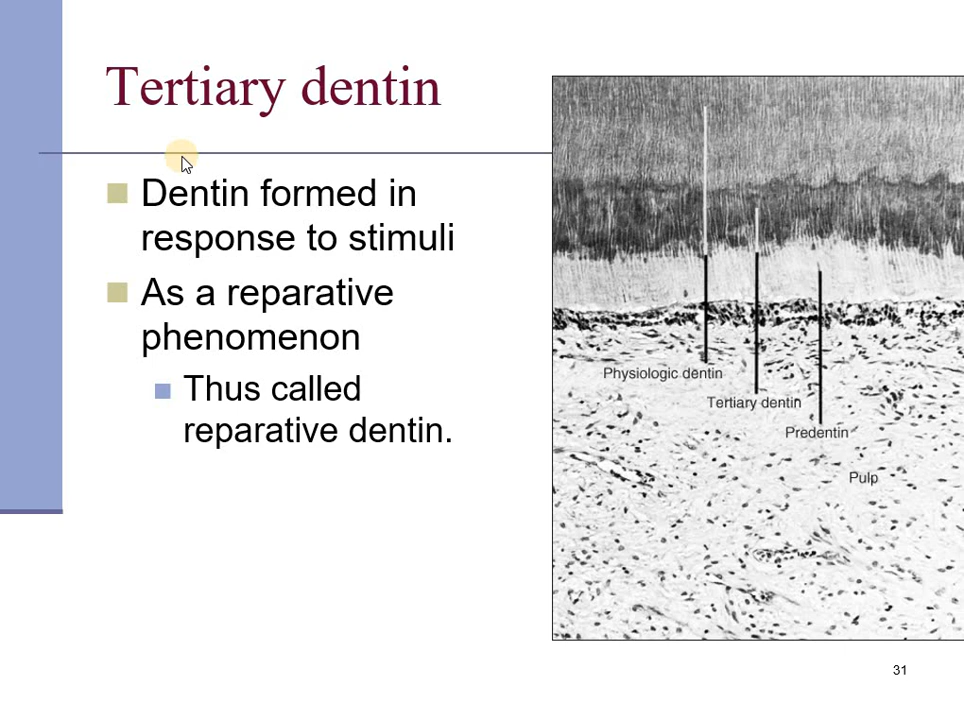 Tertiary dentin
Dentin formed in
response to stimuli
As a reparative
phenomenon
Thus called
reparative dentin.
Physiologic dentin
Tertiary dentin
Predentin
Pulp
31